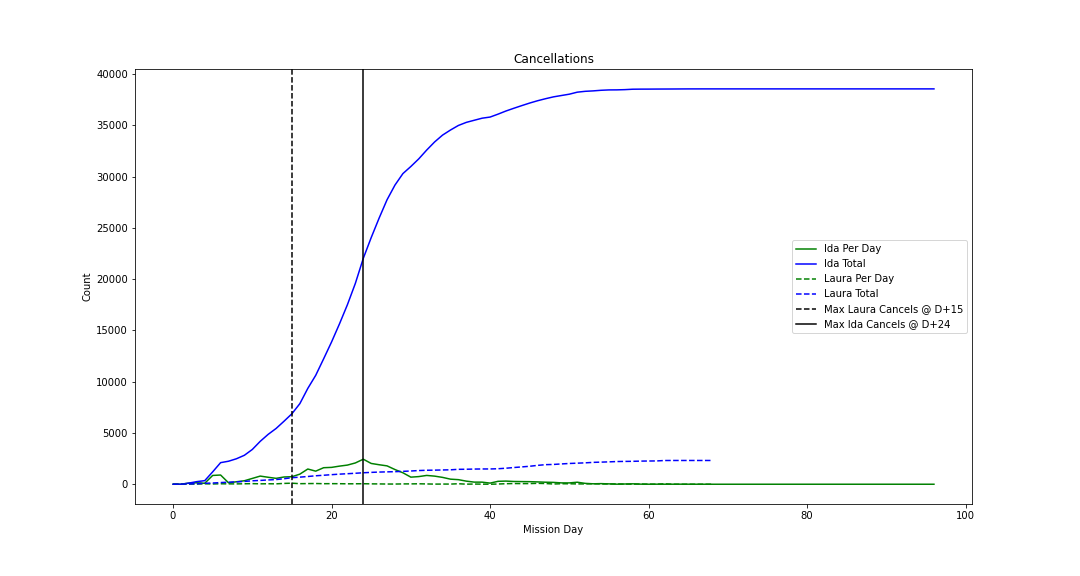 Cancellations
40000
35000
30000
25000
20000
15000
10000
5000
0
Count
0 20 40 60 80 100
Mission Day
Ida Per Day
Ida Total
Laura Per Day
Laura Total
Max Laura Cancels @ D+15
Max Ida Cancels @ D+24